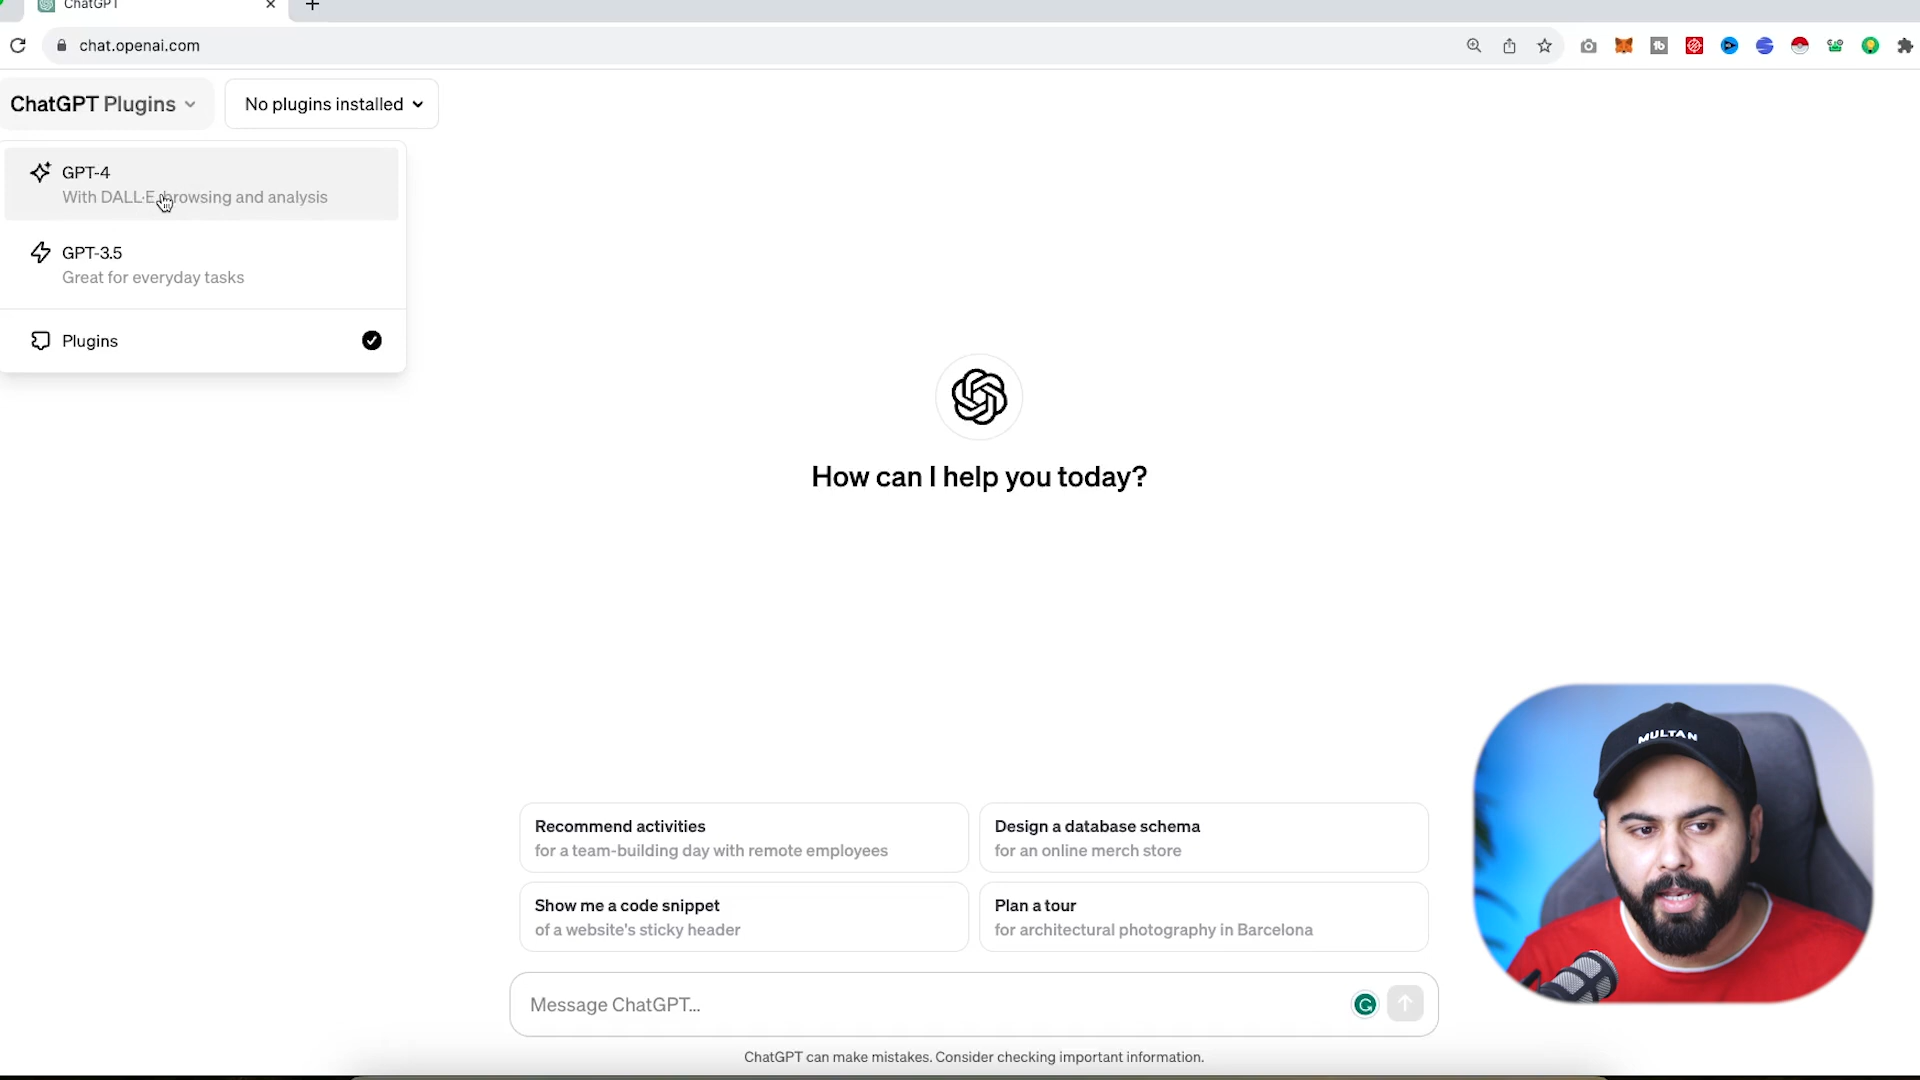 ChatGPT
chat.openai.com
ChatGPT Plugins
No plugins installed
GPT-4
With DALL·E, browsing and analysis
GPT-3.5
Great for everyday tasks
Plugins
How can I help you today?
MULTAN
Recommend activities
for a team-building day with remote employees
Design a database schema
for an online merch store
Show me a code snippet
of a website's sticky header
Plan a tour
for architectural photography in Barcelona
Message ChatGPT...
ChatGPT can make mistakes. Consider checking important information.